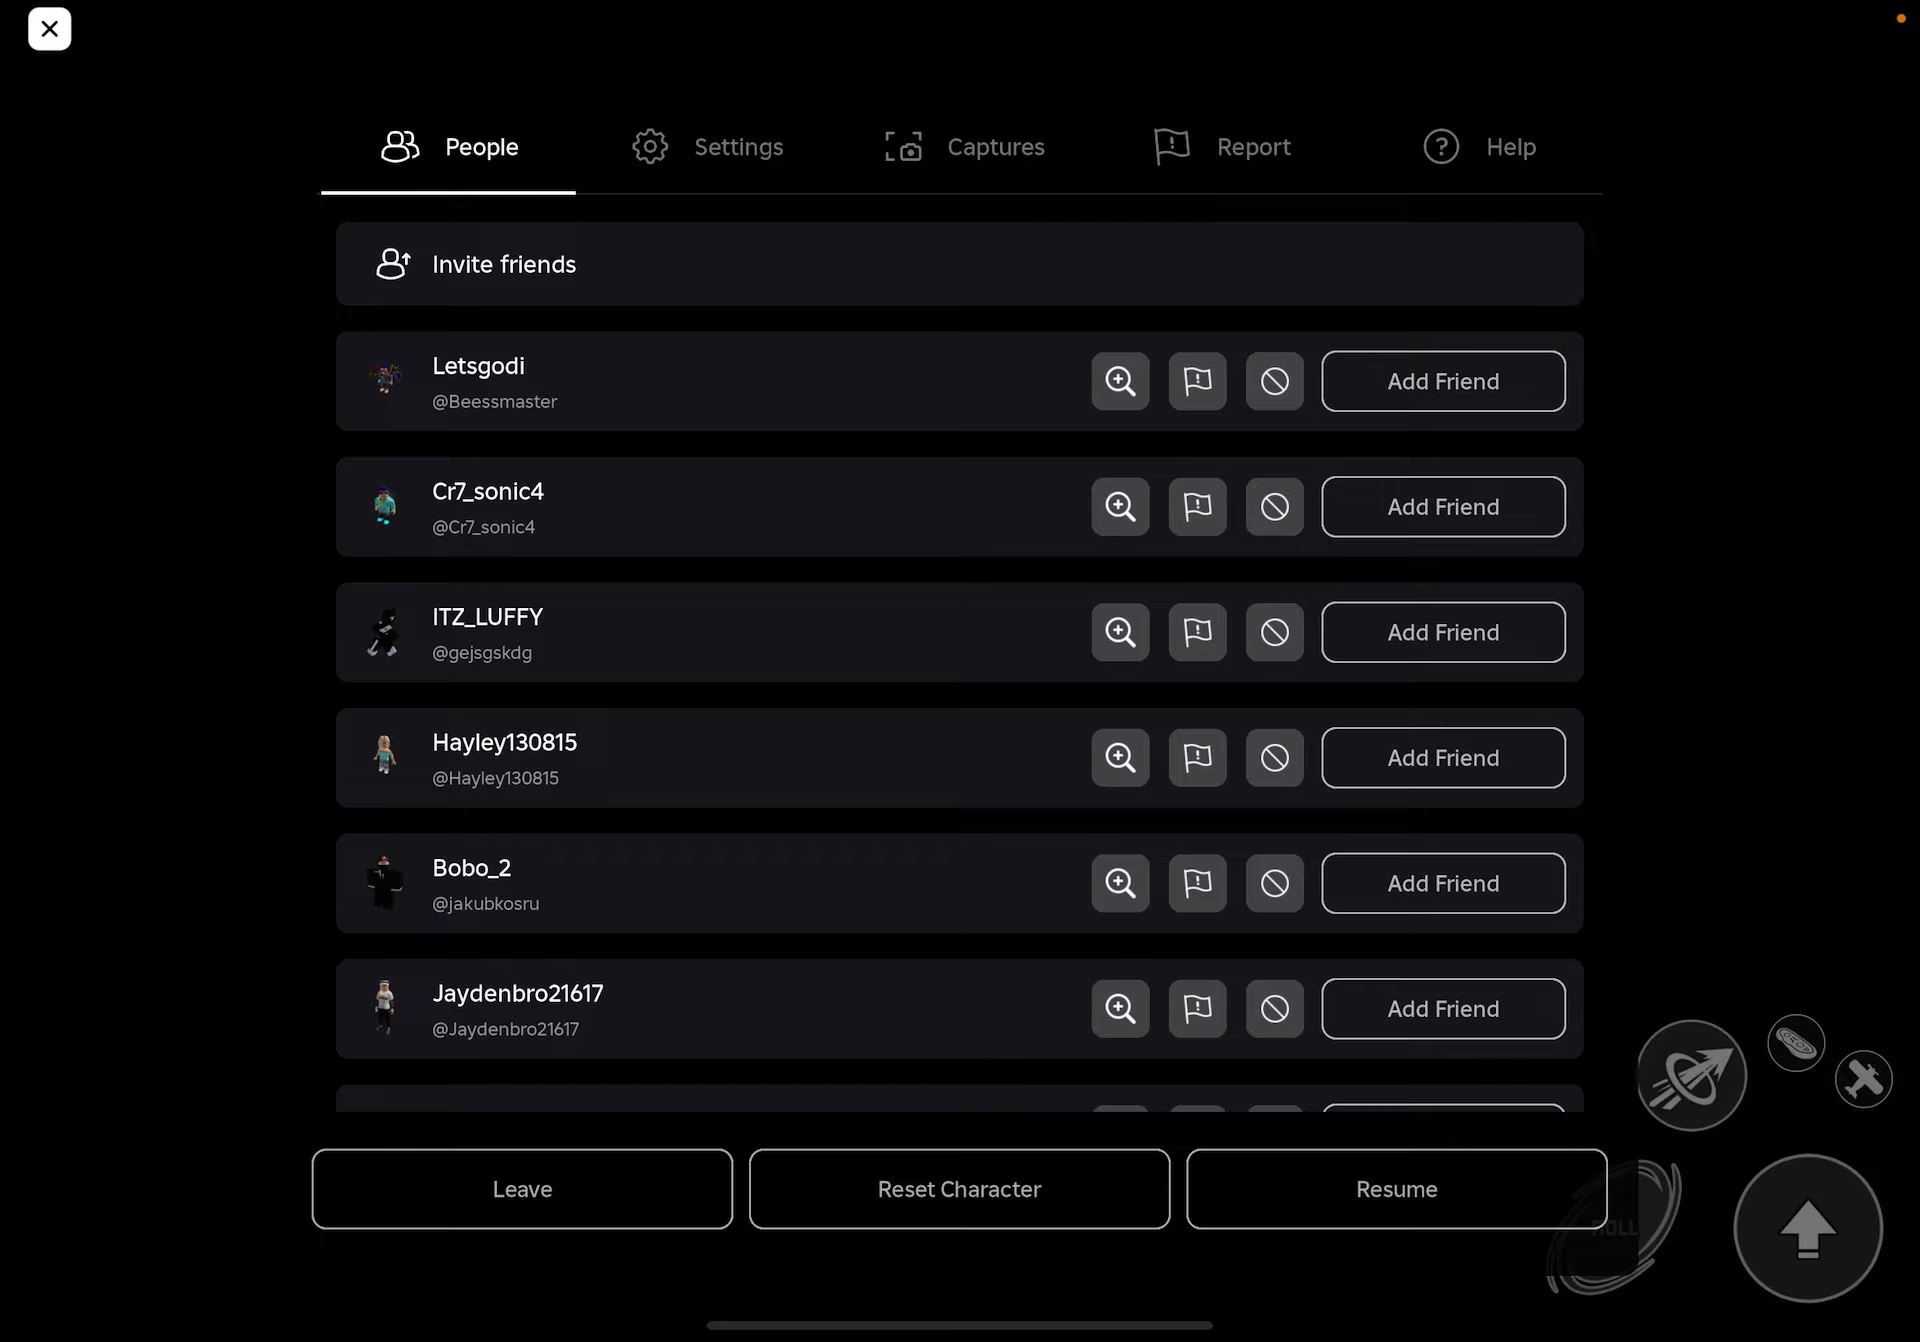 People
Settings
Captures
Report
Help
Invite friends
Letsgodi
@Beessmaster
Add Friend
Cr7_sonic4
@Cr7_sonic4
Add Friend
ITZ_LUFFY
@gejsgskdg
Add Friend
Hayley130815
@Hayley130815
Add Friend
Bobo_2
@jakubkosru
Add Friend
Jaydenbro21617
@Jaydenbro21617
Add Friend
Leave
Reset Character
Resume
ROLL